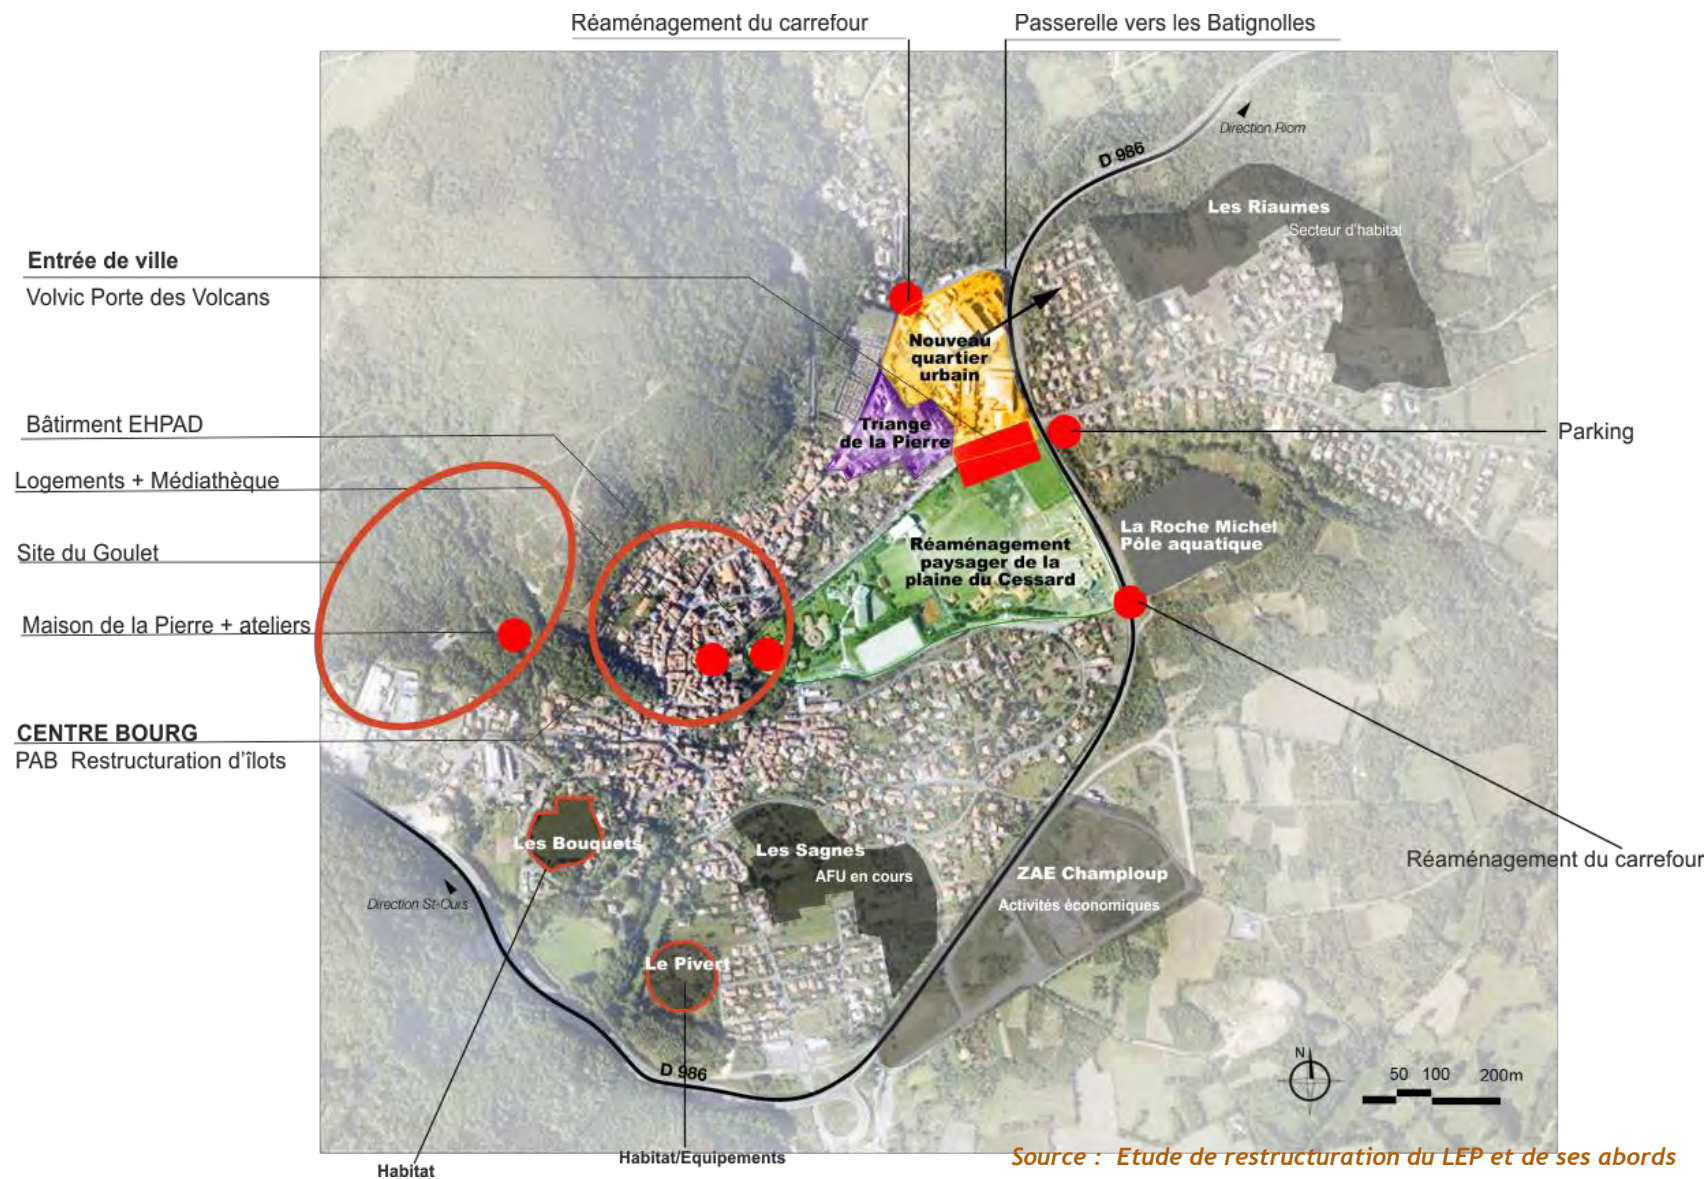 Réaménagement du carrefour
Passerelle vers les Batignolles
Direction Riom
D 986
Les Riaumes
Secteur d'habitat
Entrée de ville
Volvic Porte des Volcans
Nouveau
quartier
urbain
Bâtirment EHPAD
Triange
de la Pierre
Parking
Logements + Médiathèque
La Roche Michel
Pôle aquatique
Site du Goulet
Réaménagement
paysager de la
plaine du Cessard
Maison de la Pierre + ateliers
CENTRE BOURG
PAB Restructuration d'îlots
Les Bouquets
Les Sagnes
AFU en cours
ZAE Champloup
Activités économiques
Réaménagement du carrefour
Direction St-Ours
Le Pivert
D 986
N
50 100 200m
Habitat/Equipements
Habitat
Source : Etude de restructuration du LEP et de ses abords